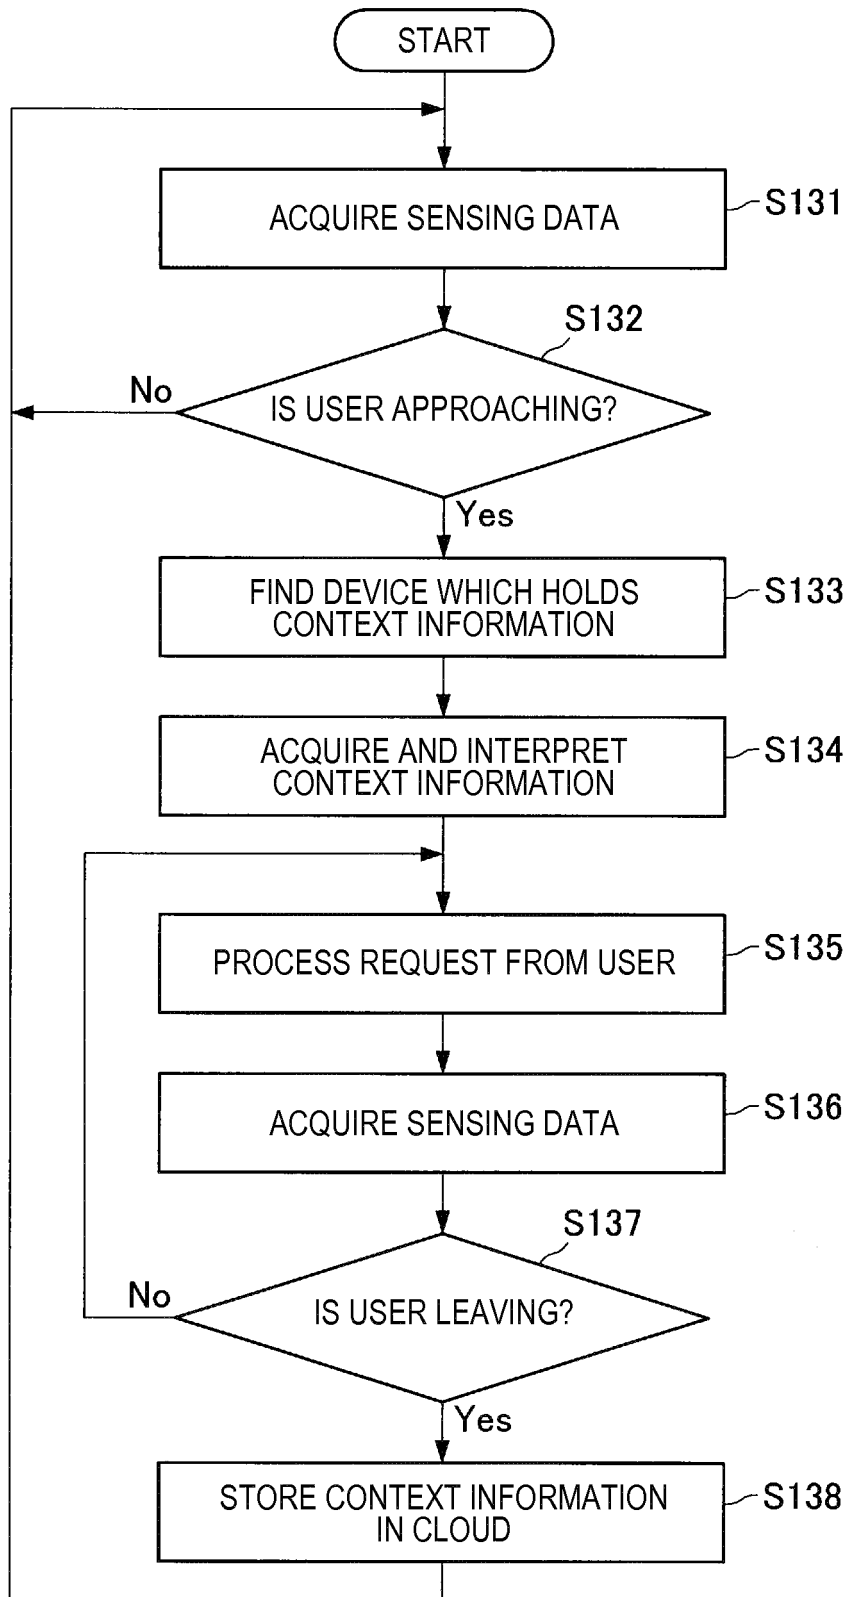 START
ACQUIRE SENSING DATA
S131
S132
IS USER APPROACHING?
No
Yes
FIND DEVICE WHICH HOLDS
CONTEXT INFORMATION
S133
ACQUIRE AND INTERPRET
CONTEXT INFORMATION
S134
PROCESS REQUEST FROM USER
S135
ACQUIRE SENSING DATA
S136
S137
IS USER LEAVING?
No
Yes
STORE CONTEXT INFORMATION
IN CLOUD
S138